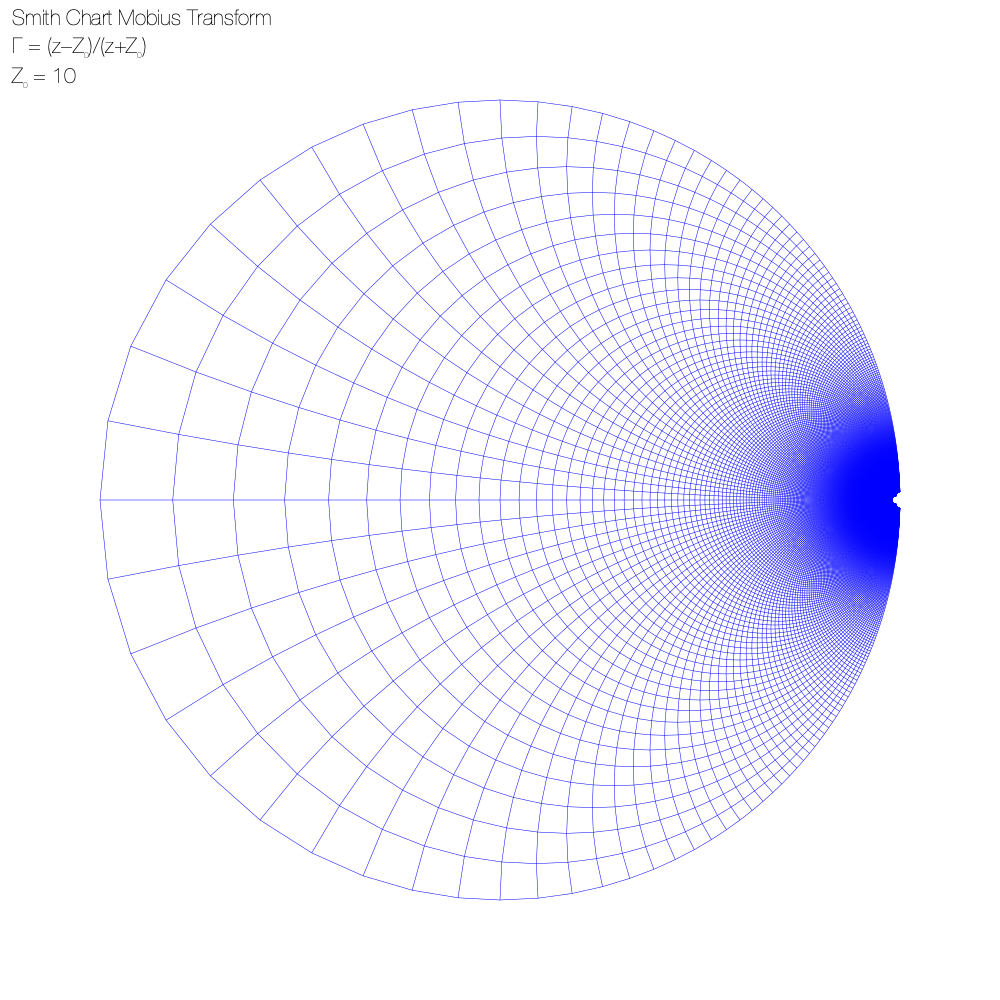 Smith Chart Mobius Transform
Γ = (z−Z₀)/(z+Z₀)
Z₀ = 10